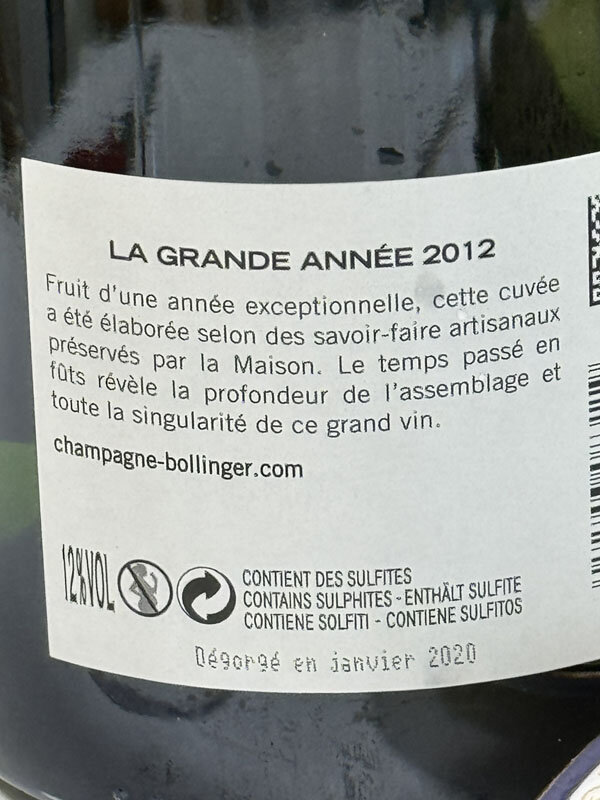 LA GRANDE ANNÉE 2012
Fruit d'une année exceptionnelle, cette cuvée
a été élaborée selon des savoir-faire artisanaux
préservés par la Maison. Le temps passé en
fûts révèle la profondeur de l'assemblage et
toute la singularité de ce grand vin.
champagne-bollinger.com
12%VOL
CONTIENT DES SULFITES
CONTAINS SULPHITES - ENTHÄLT SULFITE
CONTIENE SOLFITI - CONTIENE SULFITOS
Dégorgé en janvier 2020